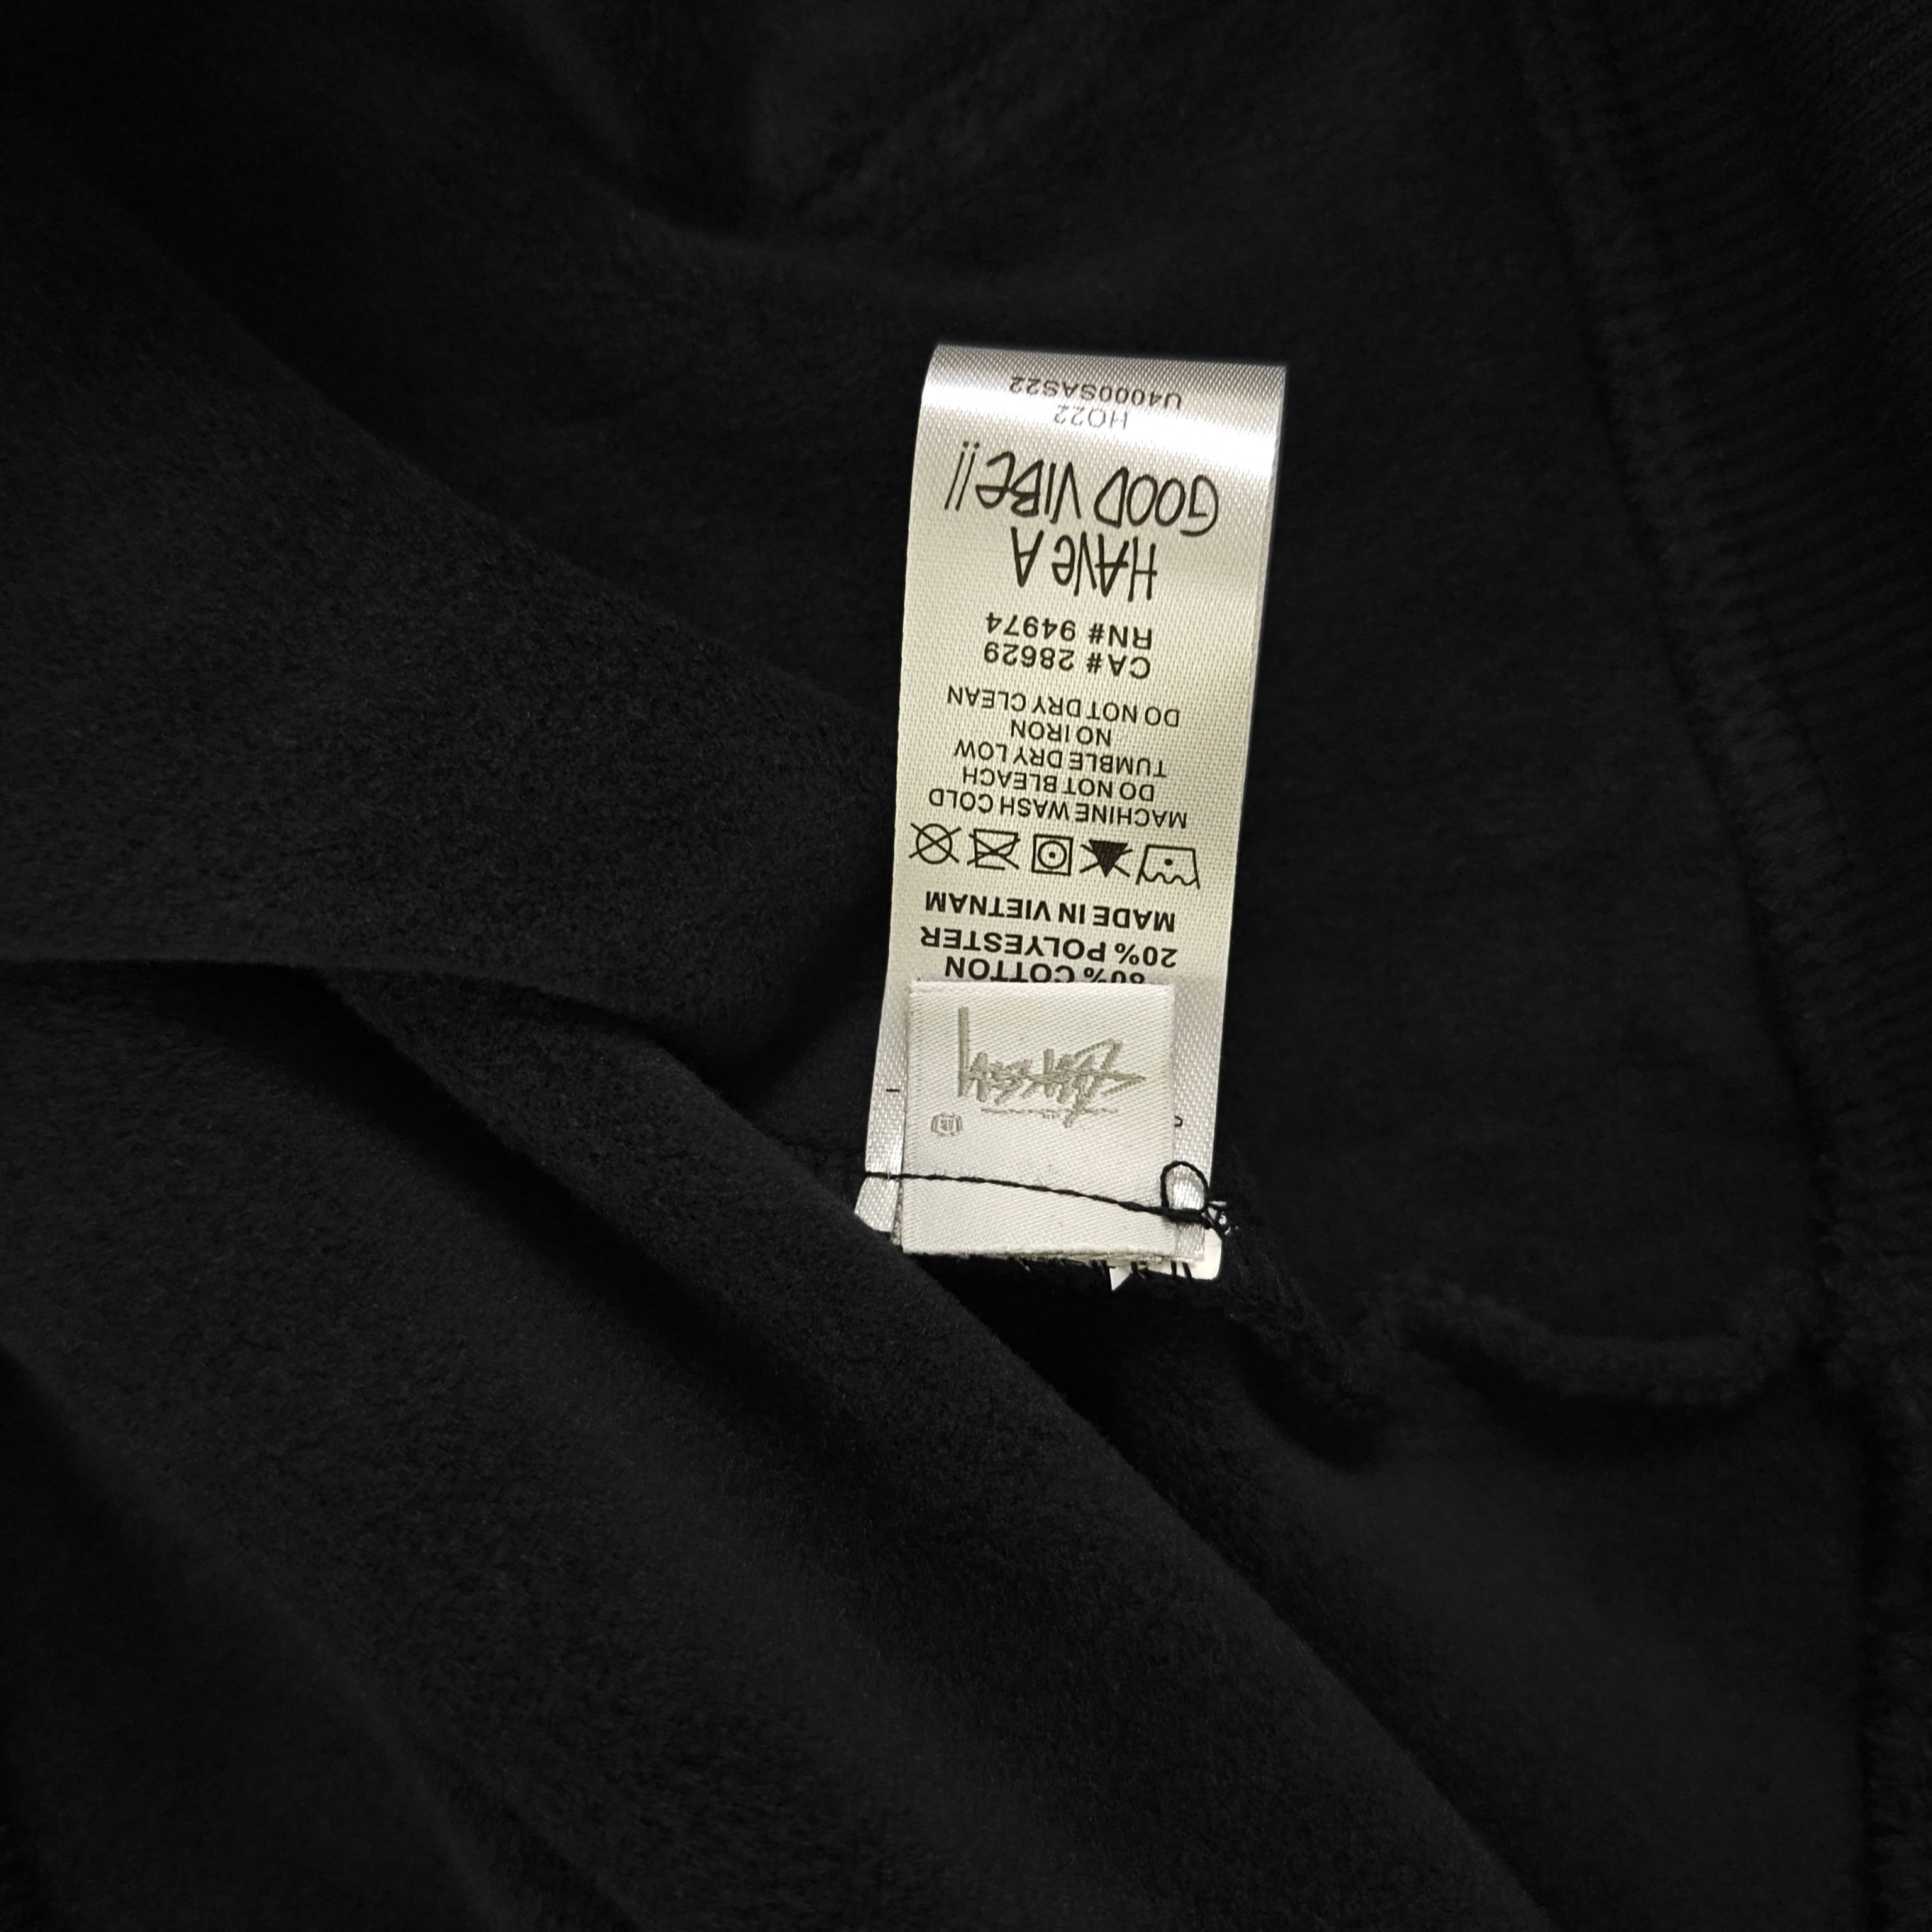 Stüssy
80% COTTON
20% POLYESTER
MADE IN VIETNAM
MACHINE WASH COLD
DO NOT BLEACH
TUMBLE DRY LOW
NO IRON
DO NOT DRY CLEAN
CA# 28629
RN# 94974
HAVe A
GOOD VIBe!!
HO22
U4000SAS22